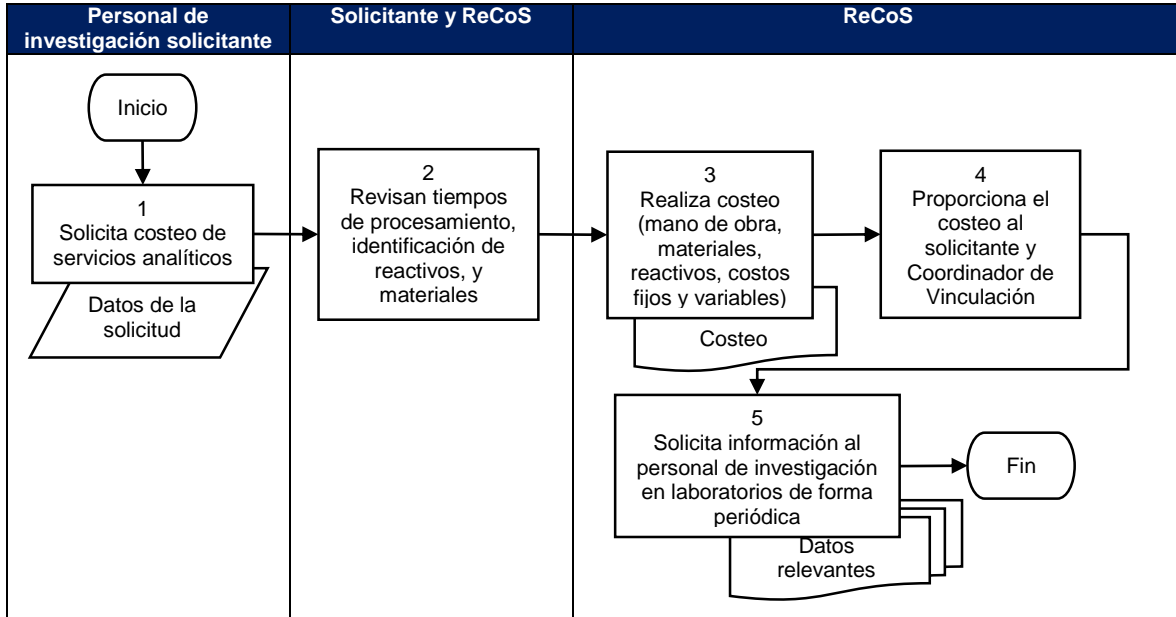 Personal de
investigación solicitante
Solicitante y ReCoS
ReCoS
Inicio
1
Solicita costeo de
servicios analíticos
Datos de la
solicitud
2
Revisan tiempos
de procesamiento,
identificación de
reactivos, y
materiales
3
Realiza costeo
(mano de obra,
materiales,
reactivos, costos
fijos y variables)
Costeo
4
Proporciona el
costeo al
solicitante y
Coordinador de
Vinculación
5
Solicita información al
personal de investigación
en laboratorios de forma
periódica
Datos
relevantes
Fin